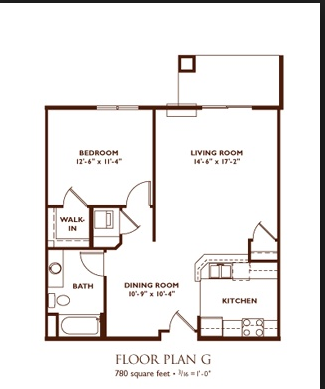 BEDROOM
12'-6" x 11'-4"
LIVING ROOM
14'-6" x 17'-2"
WALK-
IN
BATH
DINING ROOM
10'-9" x 10'-4"
KITCHEN
FLOOR PLAN G
780 square feet • 3/16 = 1'-0"